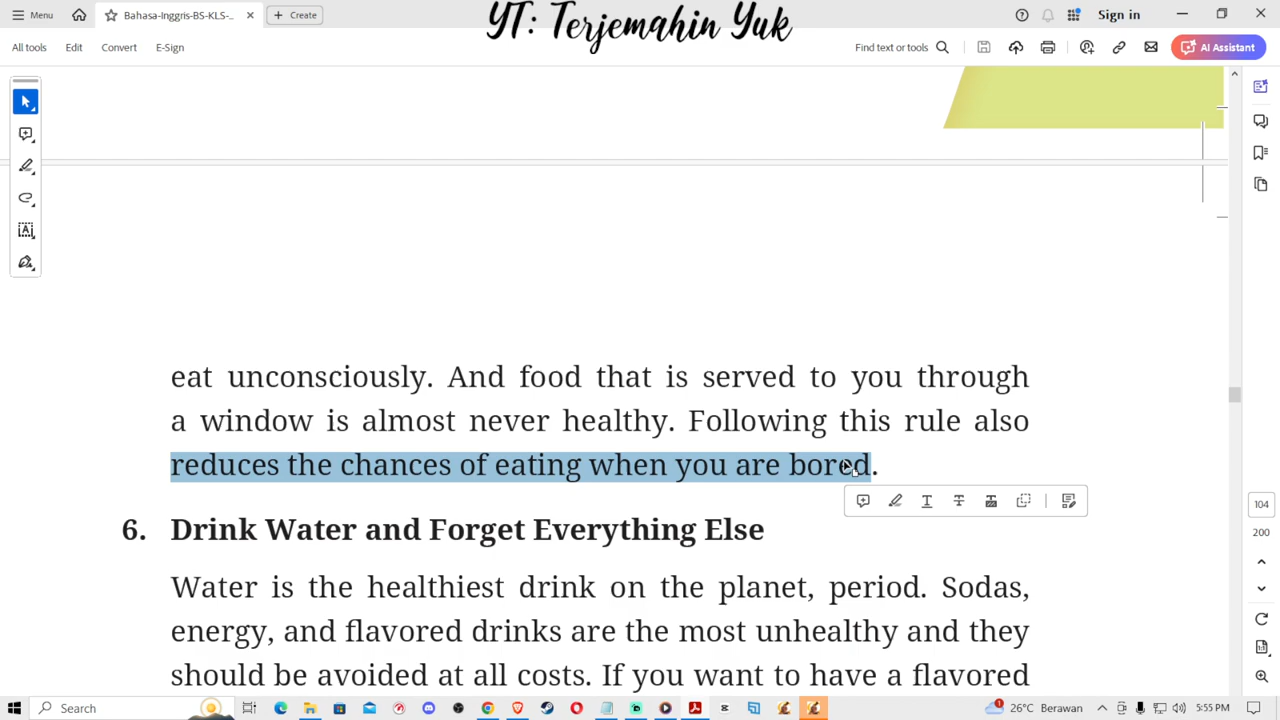 Menu
Bahasa-Inggris-BS-KLS-...
Create
YT: Terjemahin Yuk
Sign in
All tools
Edit
Convert
E-Sign
Find text or tools
AI Assistant
eat unconsciously. And food that is served to you through
a window is almost never healthy. Following this rule also
reduces the chances of eating when you are bored.
6. Drink Water and Forget Everything Else
Water is the healthiest drink on the planet, period. Sodas,
energy, and flavored drinks are the most unhealthy and they
should be avoided at all costs. If you want to have a flavored
104
200
Search
1
26°C Berawan
5:55 PM